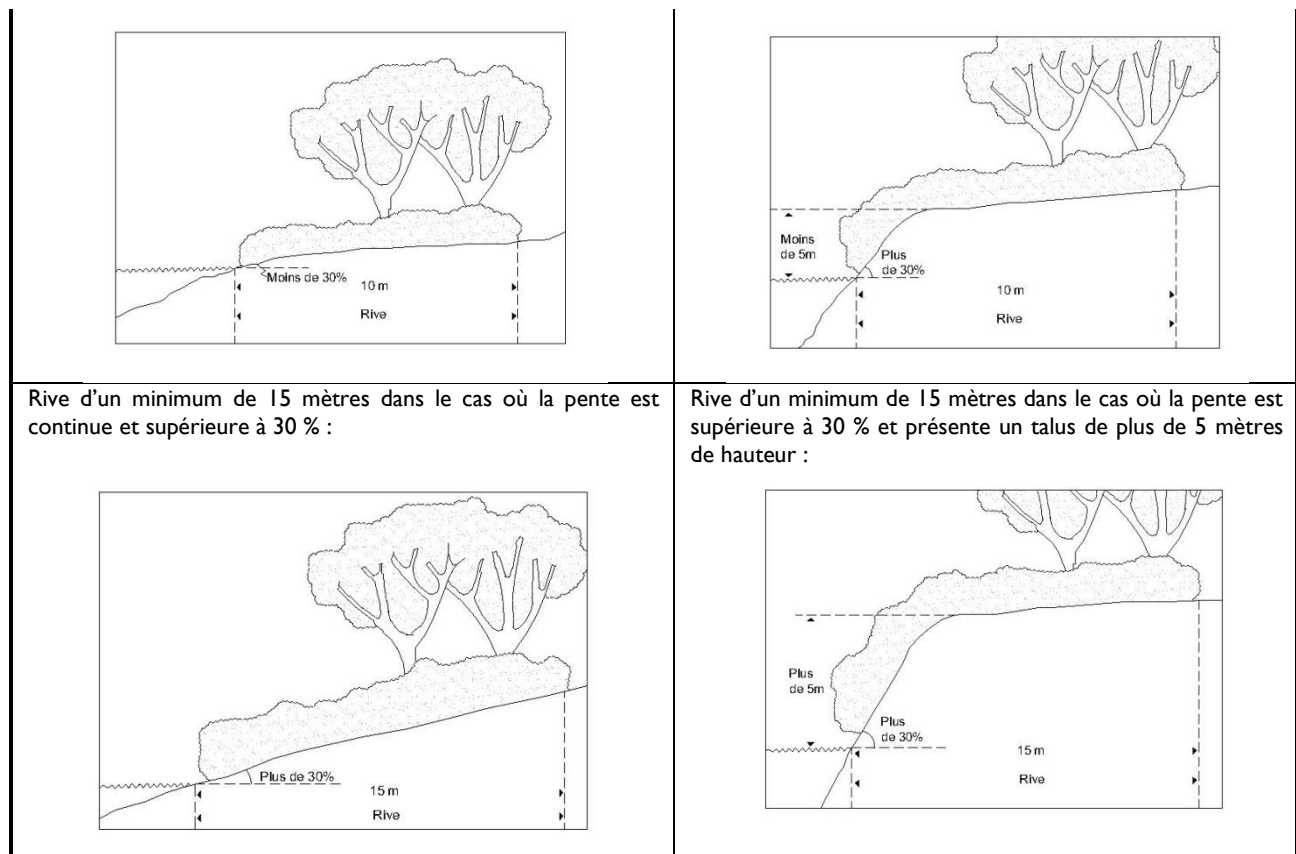 Moins de 30%
10 m
Rive
Moins
de 5m
Plus
de 30%
10 m
Rive
Rive d’un minimum de 15 mètres dans le cas où la pente est
continue et supérieure à 30 % :
Plus de 30%
15 m
Rive
Rive d’un minimum de 15 mètres dans le cas où la pente est
supérieure à 30 % et présente un talus de plus de 5 mètres
de hauteur :
Plus
de 5m
Plus
de 30%
15 m
Rive